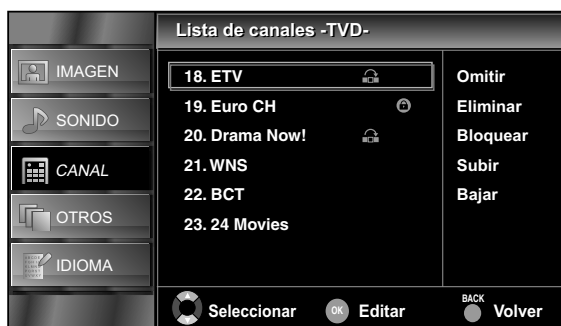 Lista de canales -TVD-
IMAGEN
SONIDO
CANAL
OTROS
IDIOMA
18. ETV
19. Euro CH
20. Drama Now!
21. WNS
22. BCT
23. 24 Movies
Omitir
Eliminar
Bloquear
Subir
Bajar
Seleccionar
OK Editar
BACK Volver